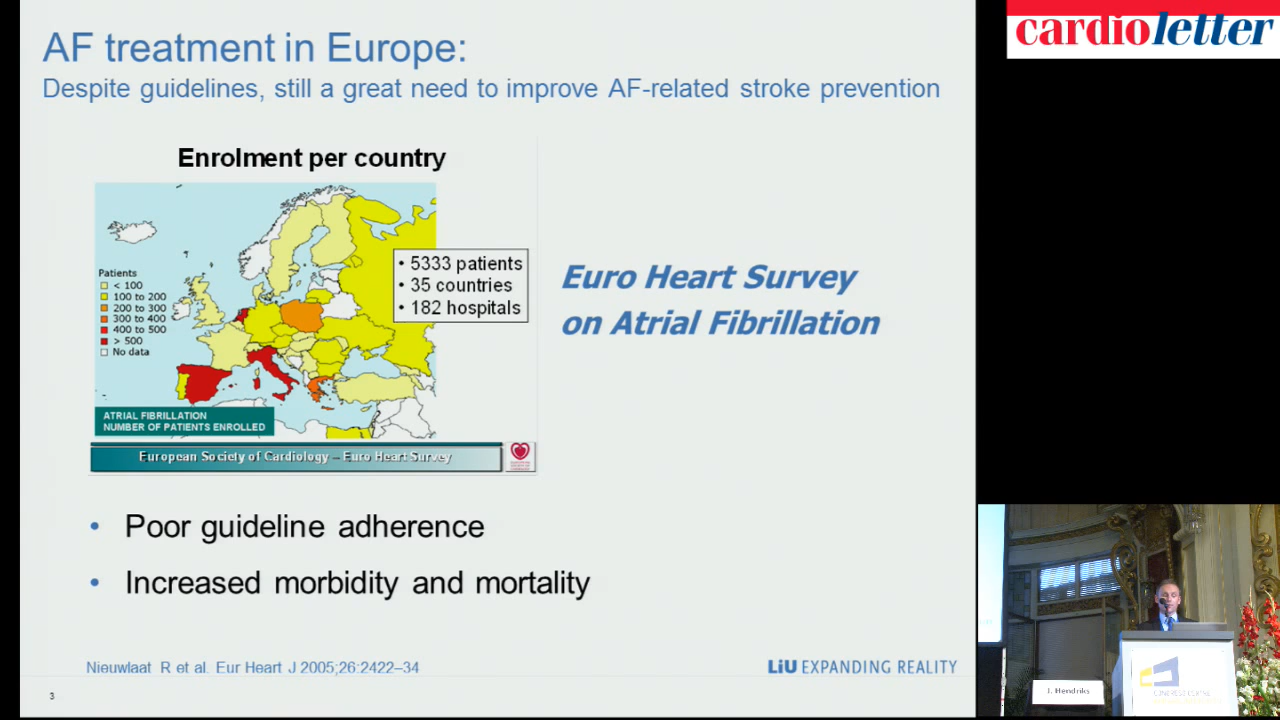 AF treatment in Europe:
Despite guidelines, still a great need to improve AF-related stroke prevention
cardioletter
Enrolment per country
Patients
< 100
100 to 200
200 to 300
300 to 400
400 to 500
> 500
No data
• 5333 patients
• 35 countries
• 182 hospitals
ATRIAL FIBRILLATION
NUMBER OF PATIENTS ENROLLED
European Society of Cardiology – Euro Heart Survey
Euro Heart Survey
on Atrial Fibrillation
• Poor guideline adherence
• Increased morbidity and mortality
Nieuwlaat R et al. Eur Heart J 2005;26:2422–34
LiU EXPANDING REALITY
3
J. Hendriks